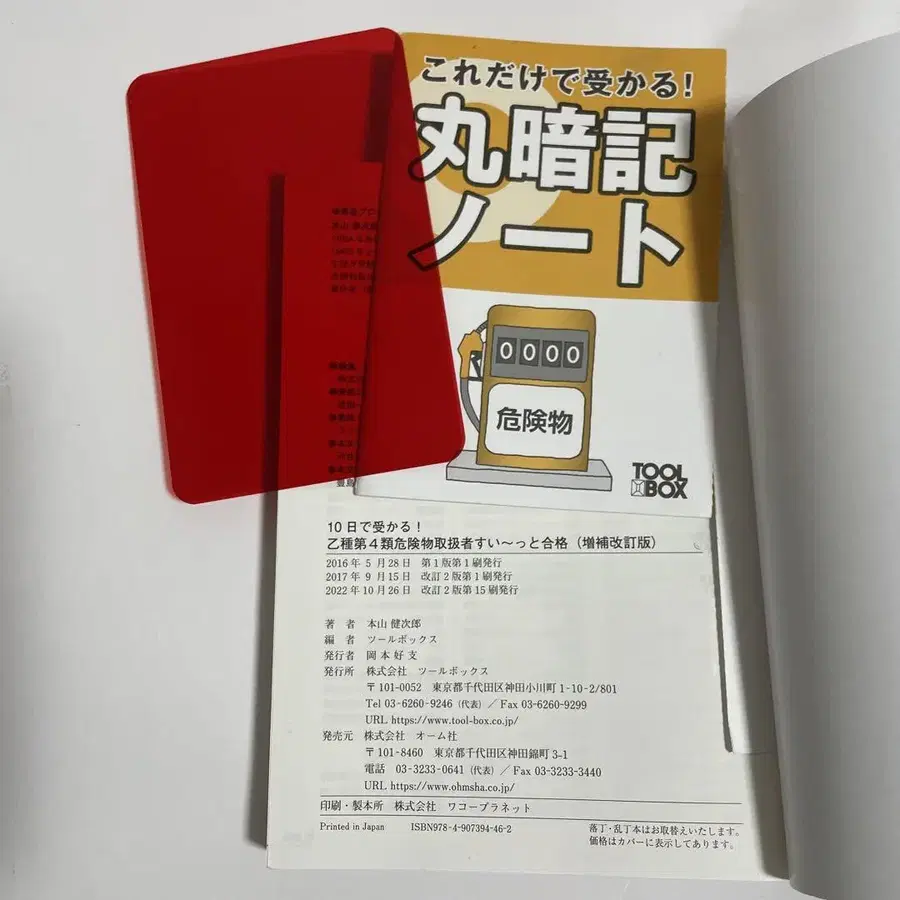 これだけで受かる!
丸暗記
ノート
0000
危険物
TOOL
BOX
10日で受かる!
乙種第4類危険物取扱者すい〜っと合格(増補改訂版)
2016年5月28日 第1版第1刷発行
2017年9月15日 改訂2版第1刷発行
2022年10月26日 改訂2版第15刷発行
著者 本山健次郎
編者 ツールボックス
発行者 岡本好支
発行所 株式会社 ツールボックス
〒101-0052 東京都千代田区神田小川町1-10-2/801
Tel 03-6260-9246(代表)/Fax 03-6260-9299
URL https://www.tool-box.co.jp/
発売元 株式会社 オーム社
〒101-8460 東京都千代田区神田錦町3-1
電話 03-3233-0641(代表)/Fax 03-3233-3440
URL https://www.ohmsha.co.jp/
印刷・製本所 株式会社 ワコープラネット
Printed in Japan ISBN978-4-907394-46-2
落丁・乱丁本はお取替えいたします。
価格はカバーに表示してあります。